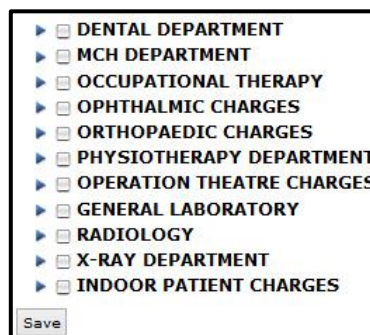 DENTAL DEPARTMENT
MCH DEPARTMENT
OCCUPATIONAL THERAPY
OPHTHALMIC CHARGES
ORTHOPAEDIC CHARGES
PHYSIOTHERAPY DEPARTMENT
OPERATION THEATRE CHARGES
GENERAL LABORATORY
RADIOLOGY
X-RAY DEPARTMENT
INDOOR PATIENT CHARGES
Save